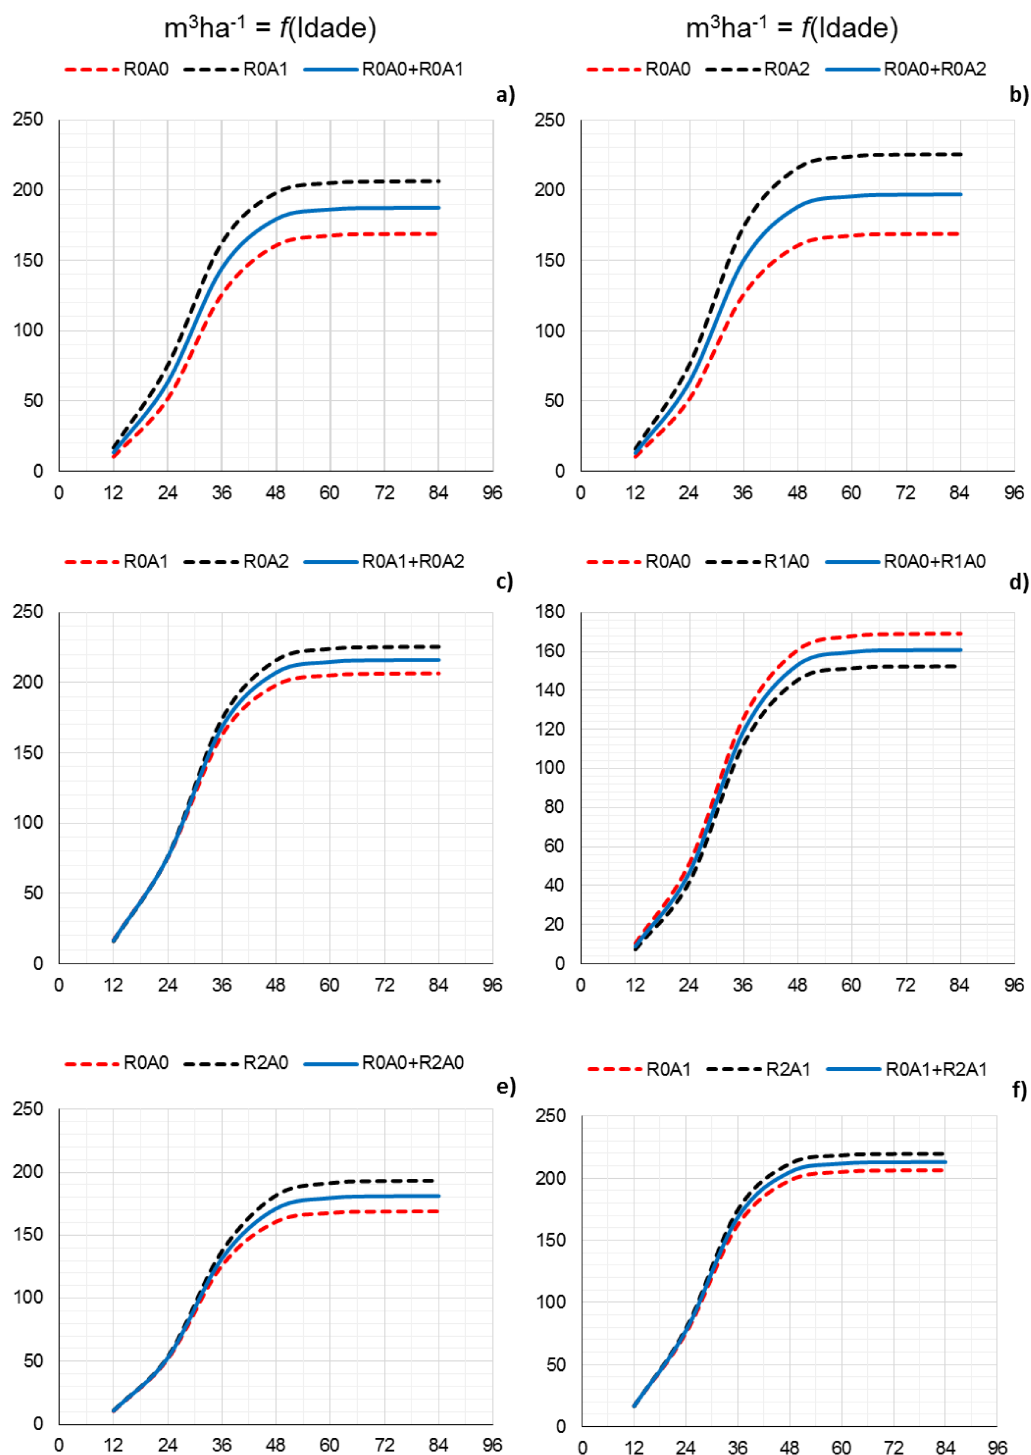 m³ha⁻¹ = f(Idade)
m³ha⁻¹ = f(Idade)
R0A0 R0A1 R0A0+R0A1
a)
250
200
150
100
50
0
0 12 24 36 48 60 72 84 96
R0A0 R0A2 R0A0+R0A2
b)
250
200
150
100
50
0
0 12 24 36 48 60 72 84 96
R0A1 R0A2 R0A1+R0A2
c)
250
200
150
100
50
0
0 12 24 36 48 60 72 84 96
R0A0 R1A0 R0A0+R1A0
d)
180
160
140
120
100
80
60
40
20
0
0 12 24 36 48 60 72 84 96
R0A0 R2A0 R0A0+R2A0
e)
250
200
150
100
50
0
0 12 24 36 48 60 72 84 96
R0A1 R2A1 R0A1+R2A1
f)
250
200
150
100
50
0
0 12 24 36 48 60 72 84 96